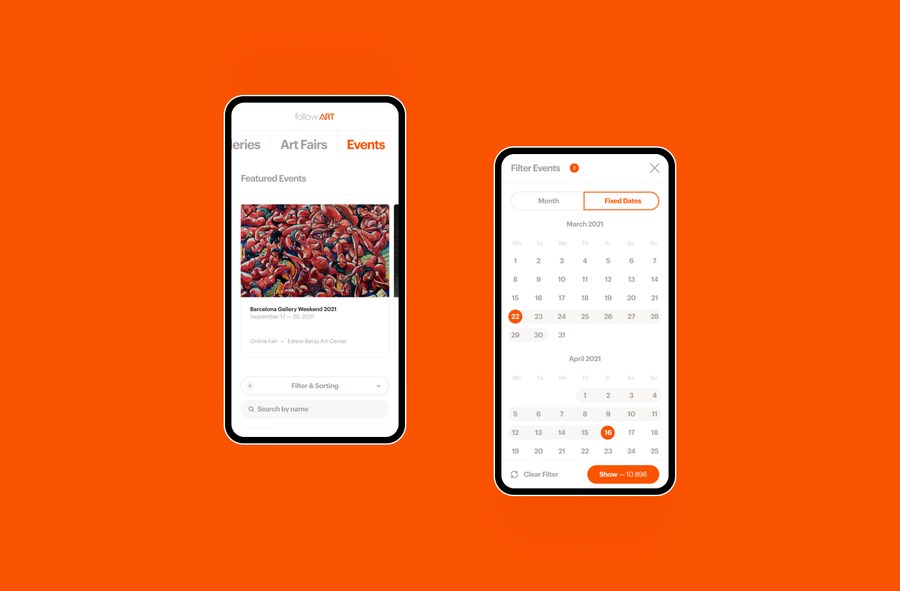 followART
eries Art Fairs Events
Featured Events
Barcelona Gallery Weekend 2021
September 17 — 20, 2021
Online Fair • Estere Betija Art Center
Filter & Sorting
Search by name
Filter Events
Month Fixed Dates
March 2021
Mo Tu We Th Fr Sa Su
1 2 3 4 5 6 7
8 9 10 11 12 13 14
15 16 17 18 19 20 21
22 23 24 25 26 27 28
29 30 31
April 2021
Mo Tu We Th Fr Sa Su
1 2 3 4
5 6 7 8 9 10 11
12 13 14 15 16 17 18
19 20 21 22 23 24 25
Clear Filter Show — 10 896